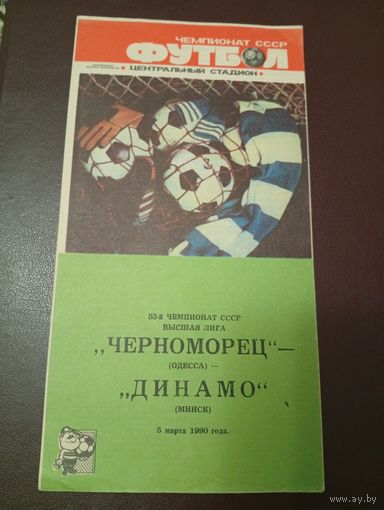 ЧЕМПИОНАТ СССР
ФУТБОЛ
ЦЕНТРАЛЬНЫЙ СТАДИОН
53-й ЧЕМПИОНАТ СССР
ВЫСШАЯ ЛИГА
„ЧЕРНОМОРЕЦ“ —
(ОДЕССА) —
„ДИНАМО“
(МИНСК)
5 марта 1990 года.
www.ay.by